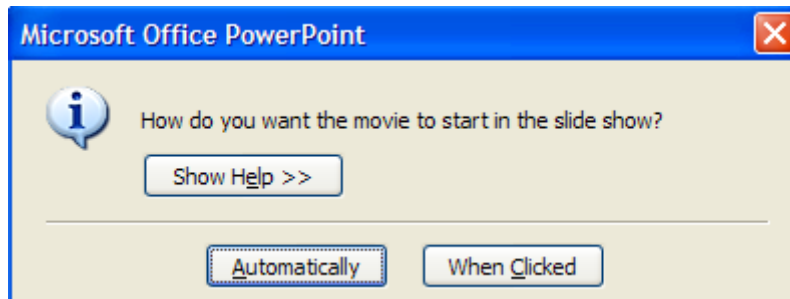 Microsoft Office PowerPoint
How do you want the movie to start in the slide show?
Show Help >>
Automatically
When Clicked